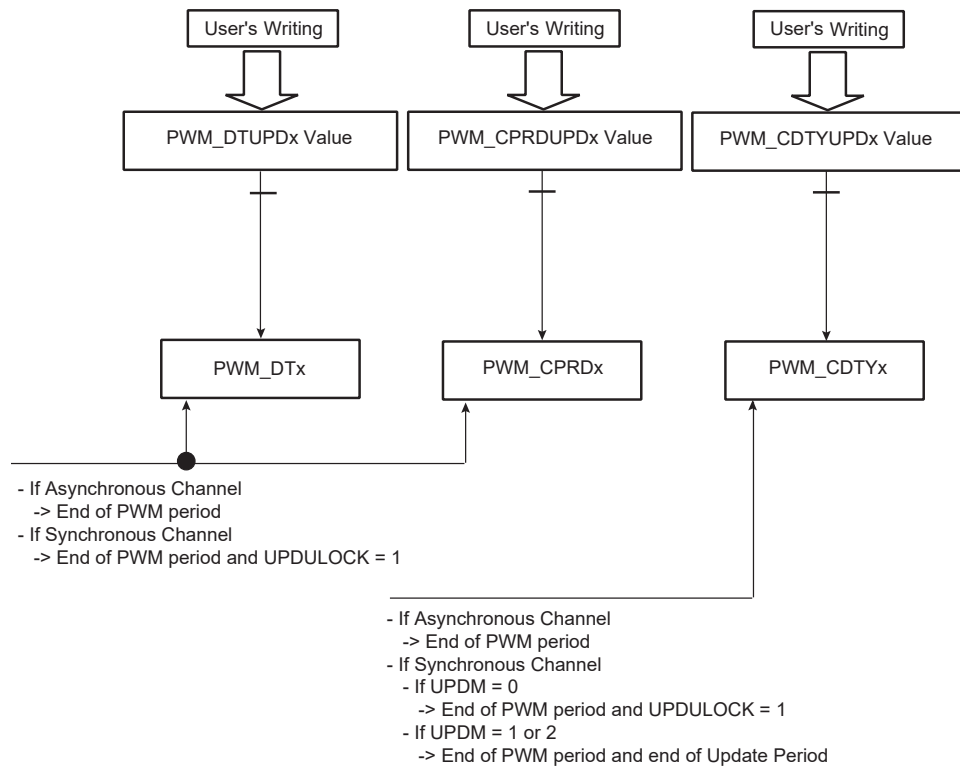 User's Writing
User's Writing
User's Writing
PWM_DTUPDx Value
PWM_CPRDUPDx Value
PWM_CDTYUPDx Value
PWM_DTx
PWM_CPRDx
PWM_CDTYx
- If Asynchronous Channel
-> End of PWM period
- If Synchronous Channel
-> End of PWM period and UPDULOCK = 1
- If Asynchronous Channel
-> End of PWM period
- If Synchronous Channel
- If UPDM = 0
-> End of PWM period and UPDULOCK = 1
- If UPDM = 1 or 2
-> End of PWM period and end of Update Period